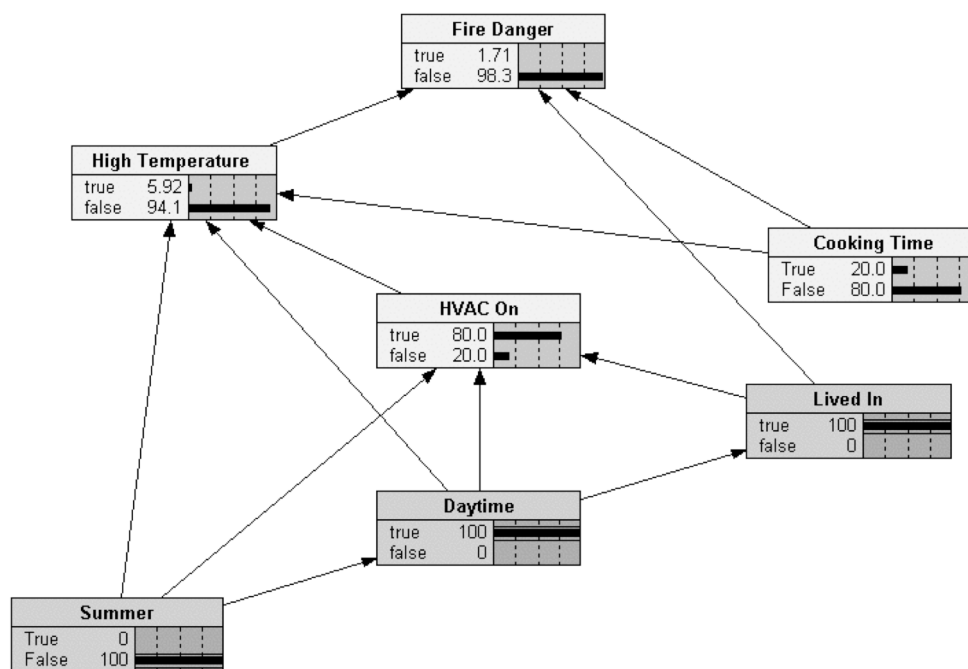 Fire Danger
true 1.71
false 98.3
High Temperature
true 5.92
false 94.1
Cooking Time
True 20.0
False 80.0
HVAC On
true 80.0
false 20.0
Lived In
true 100
false 0
Daytime
true 100
false 0
Summer
True 0
False 100